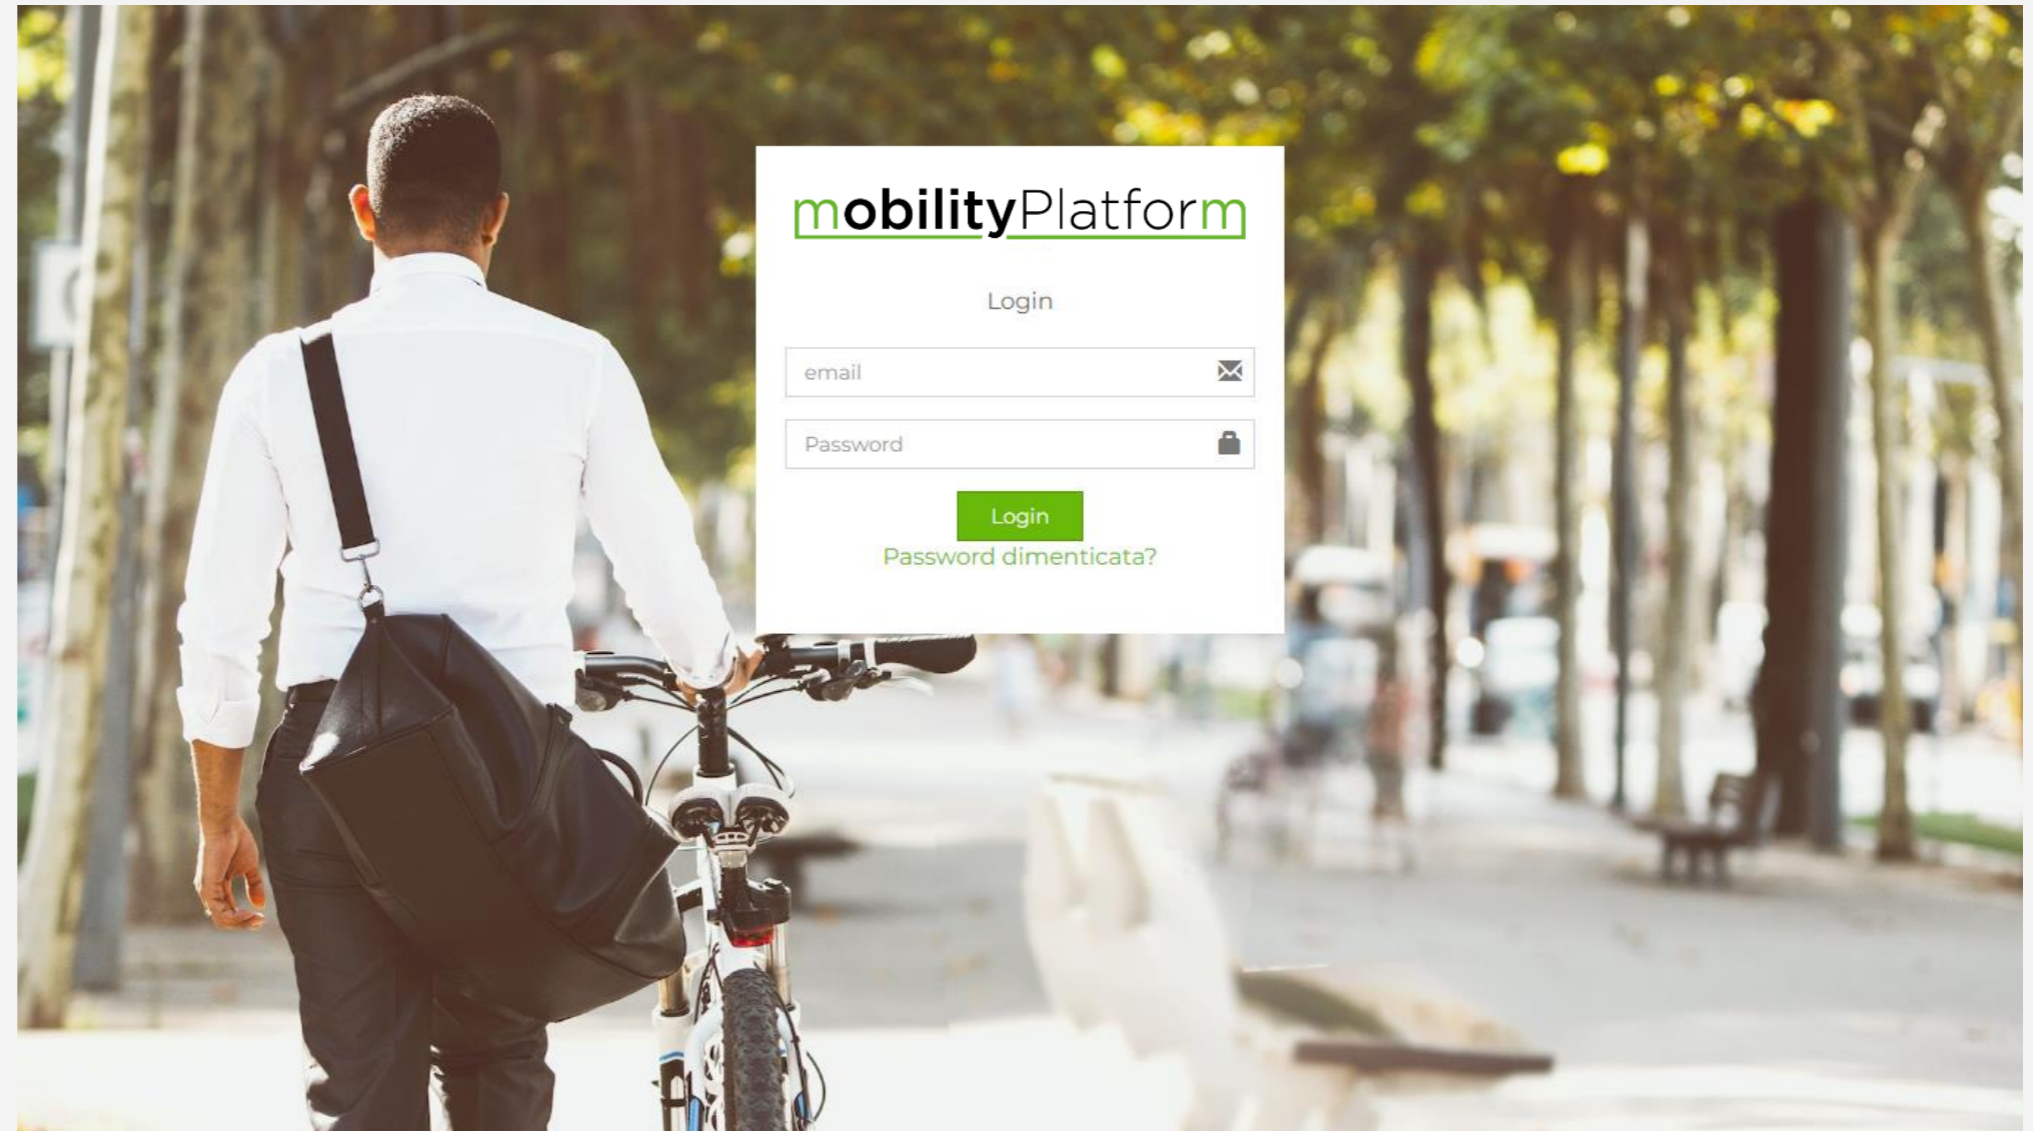 mobilityPlatform
Login
email
Password
Login
Password dimenticata?